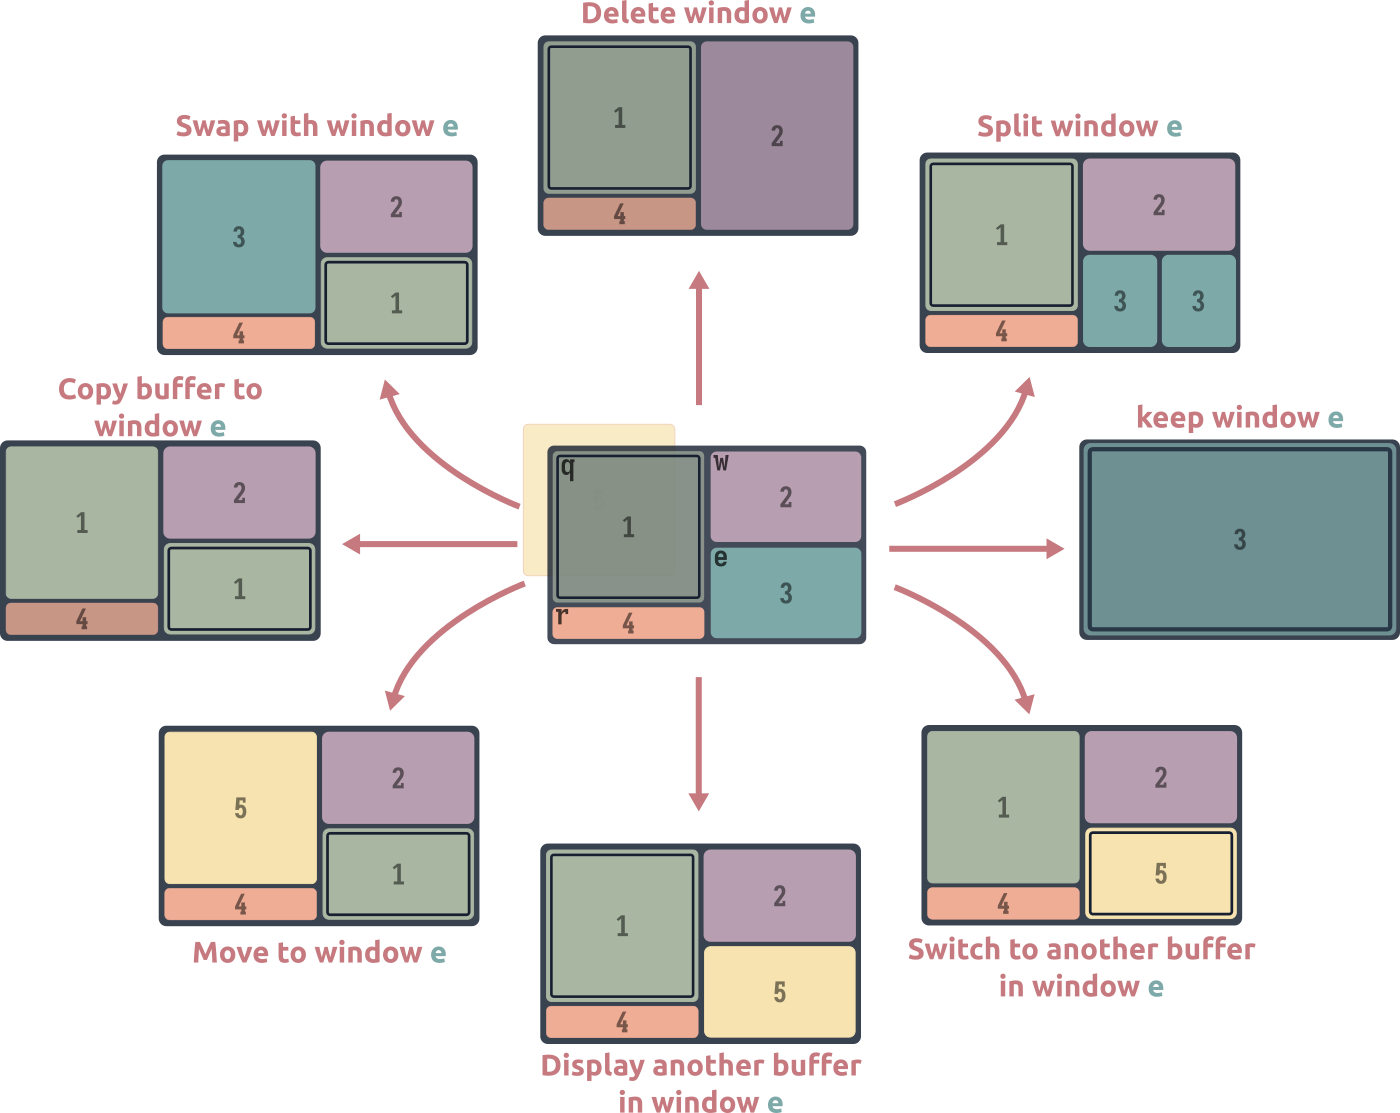 Delete window e
1
2
4
Swap with window e
3
2
1
4
Split window e
1
2
3 3
4
Copy buffer to
window e
1
2
1
4
q
w
1
2
e
3
r
4
keep window e
3
5
2
1
4
Move to window e
1
2
5
4
Display another buffer
in window e
1
2
5
4
Switch to another buffer
in window e